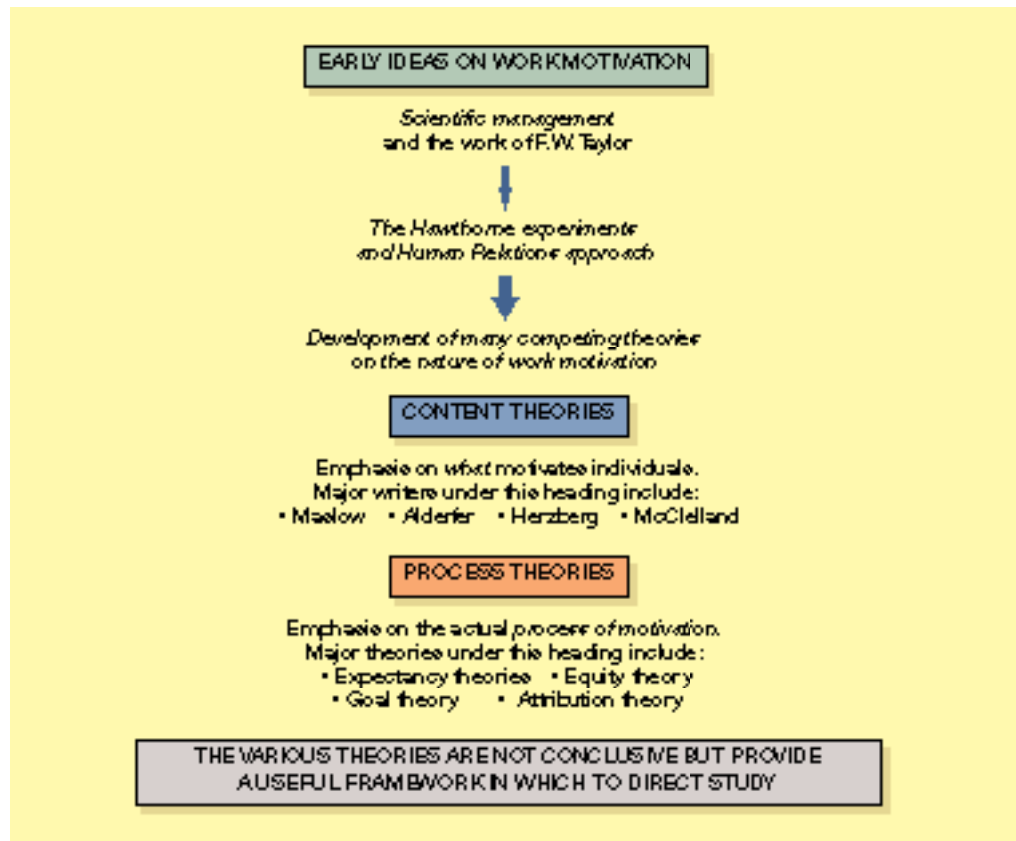 EARLY IDEAS ON WORK MOTIVATION
Scientific management
and the work of F.W. Taylor
The Hawthorne experiments
and Human Relations approach
Development of many competing theories
on the nature of work motivation
CONTENT THEORIES
Emphasis on what motivates individuals.
Major writers under this heading include:
• Maslow • Alderfer • Herzberg • McClelland
PROCESS THEORIES
Emphasis on the actual process of motivation.
Major theories under this heading include:
• Expectancy theories • Equity theory
• Goal theory • Attribution theory
THE VARIOUS THEORIES ARE NOT CONCLUSIVE BUT PROVIDE
A USEFUL FRAMEWORK IN WHICH TO DIRECT STUDY